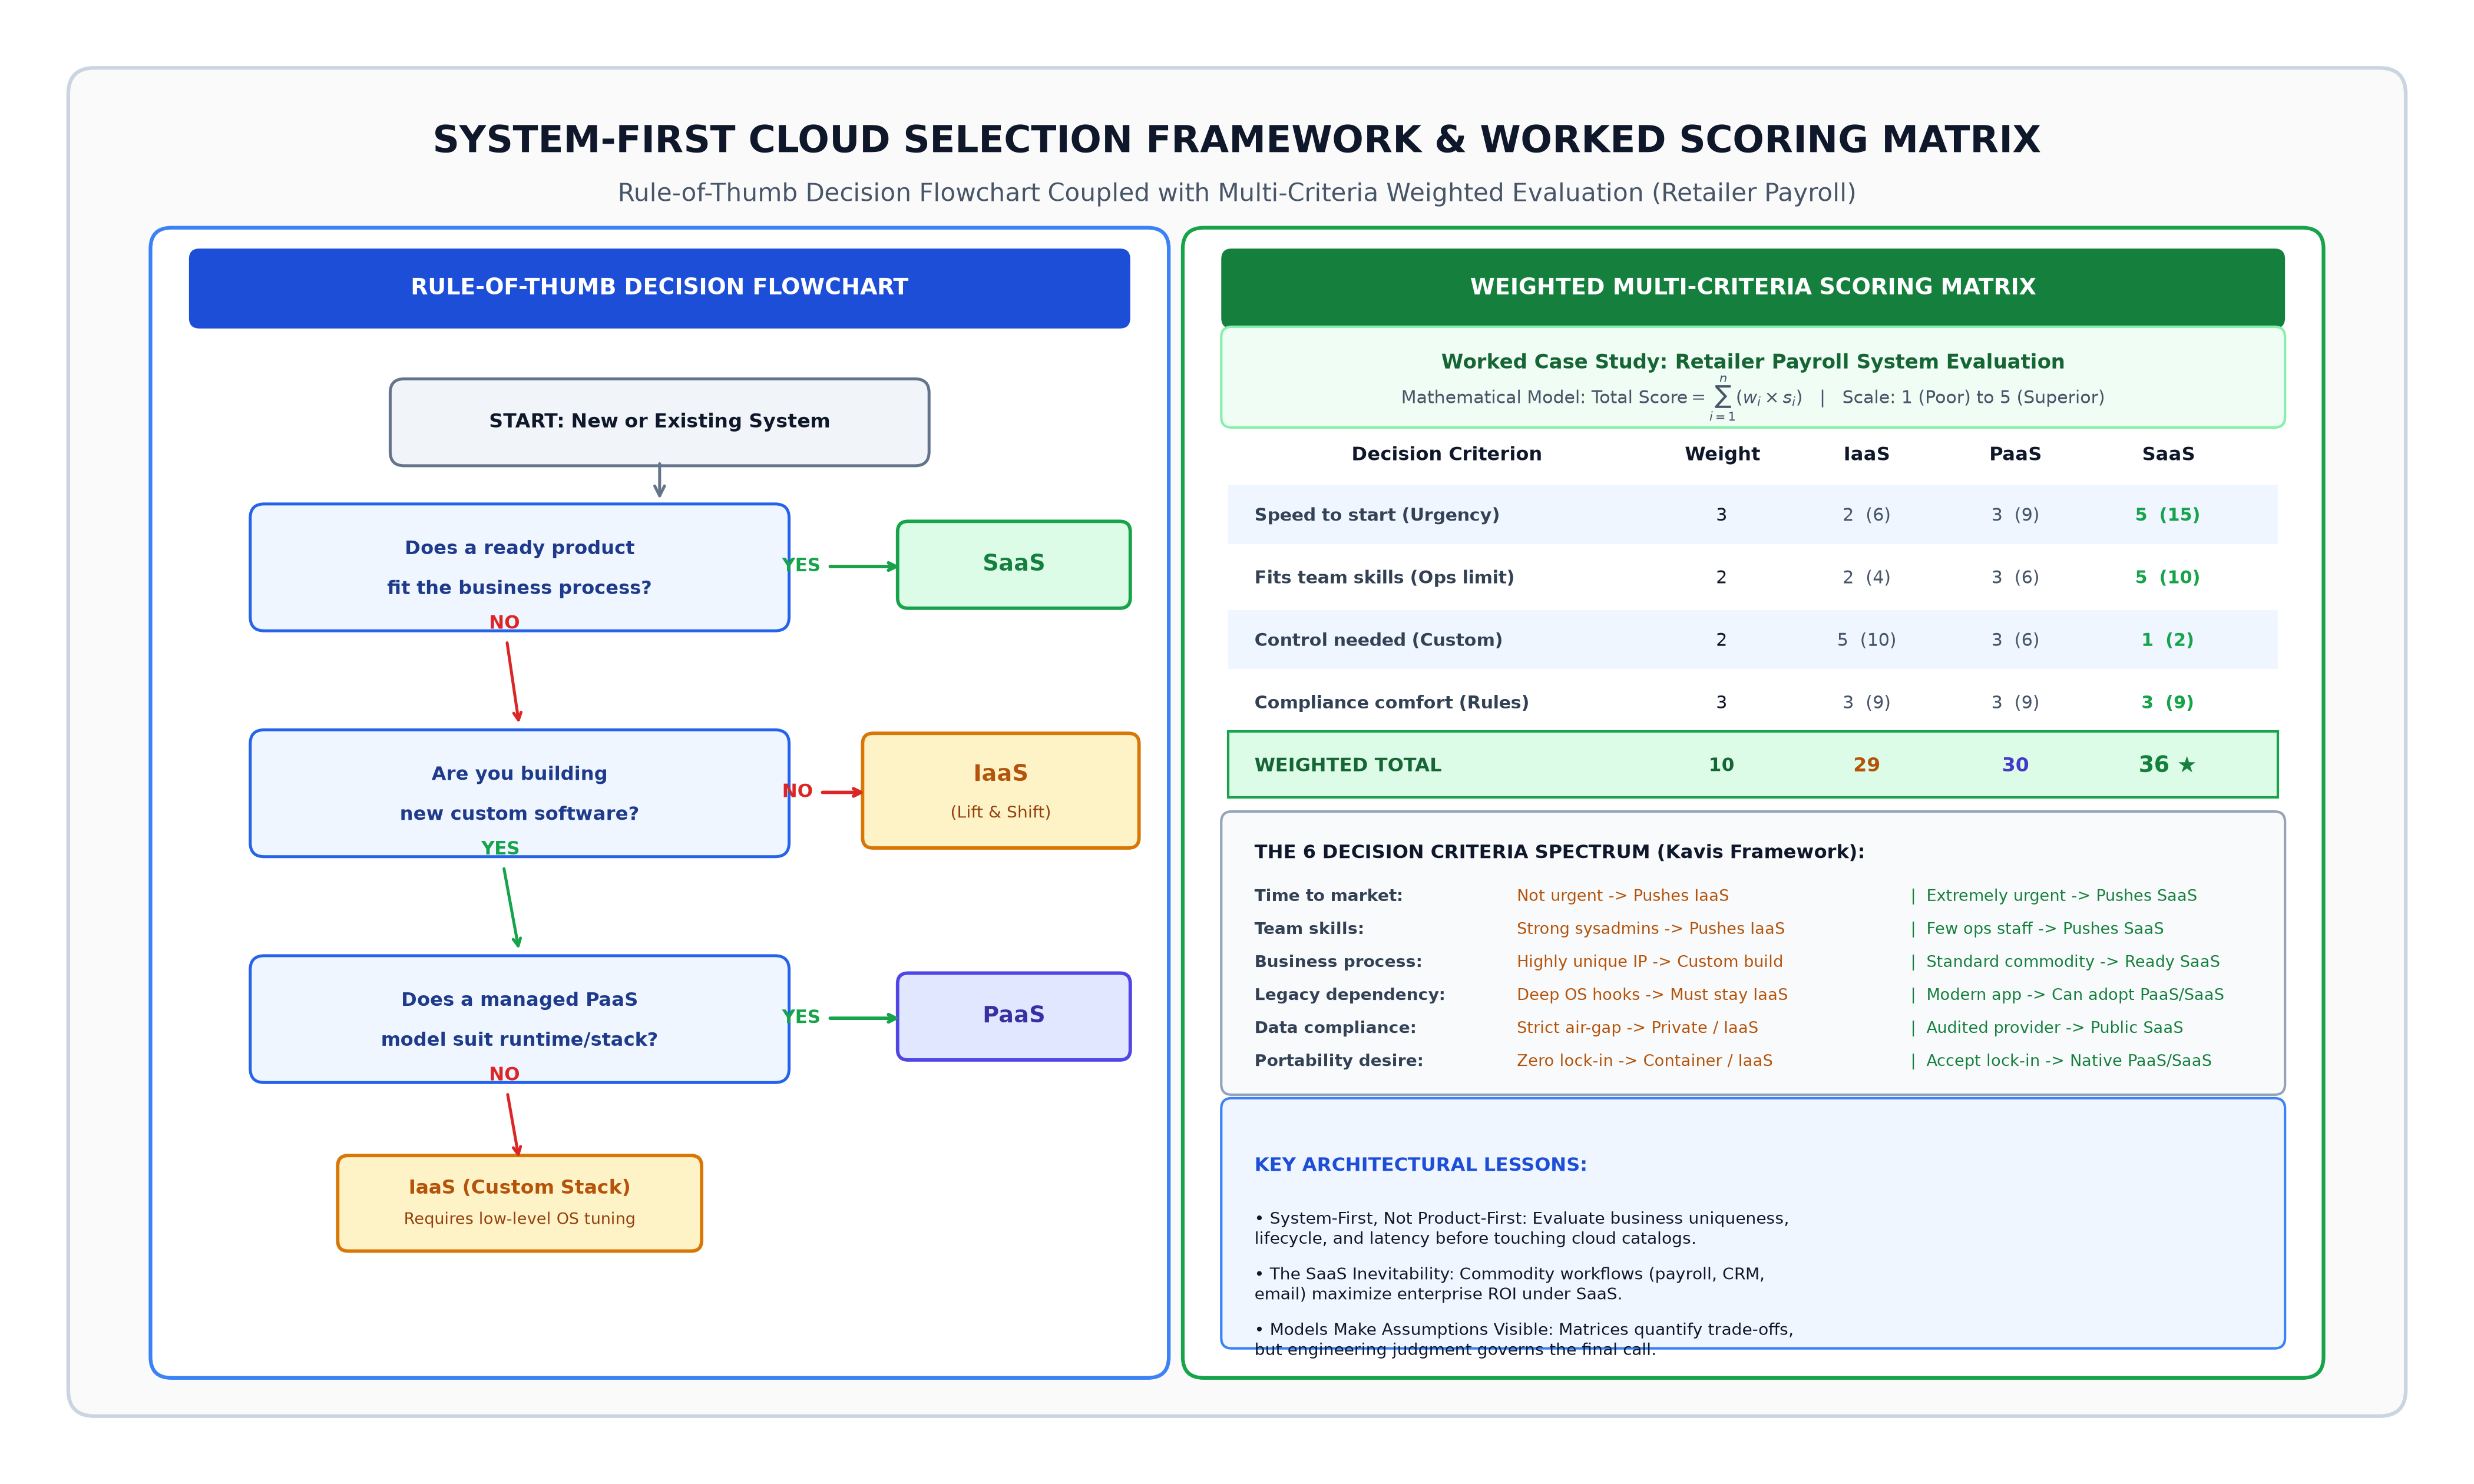 SYSTEM-FIRST CLOUD SELECTION FRAMEWORK & WORKED SCORING MATRIX
Rule-of-Thumb Decision Flowchart Coupled with Multi-Criteria Weighted Evaluation (Retailer Payroll)
RULE-OF-THUMB DECISION FLOWCHART
START: New or Existing System
Does a ready product
fit the business process?
YES
SaaS
NO
Are you building
new custom software?
NO
IaaS
(Lift & Shift)
YES
Does a managed PaaS
model suit runtime/stack?
YES
PaaS
NO
IaaS (Custom Stack)
Requires low-level OS tuning
WEIGHTED MULTI-CRITERIA SCORING MATRIX
Worked Case Study: Retailer Payroll System Evaluation
Mathematical Model: Total Score = ∑ⁿᵢ₌₁ (wᵢ × sᵢ) | Scale: 1 (Poor) to 5 (Superior)
Decision Criterion Weight IaaS PaaS SaaS
Speed to start (Urgency) 3 2 (6) 3 (9) 5 (15)
Fits team skills (Ops limit) 2 2 (4) 3 (6) 5 (10)
Control needed (Custom) 2 5 (10) 3 (6) 1 (2)
Compliance comfort (Rules) 3 3 (9) 3 (9) 3 (9)
WEIGHTED TOTAL 10 29 30 36 ★
THE 6 DECISION CRITERIA SPECTRUM (Kavis Framework):
Time to market: Not urgent -> Pushes IaaS | Extremely urgent -> Pushes SaaS
Team skills: Strong sysadmins -> Pushes IaaS | Few ops staff -> Pushes SaaS
Business process: Highly unique IP -> Custom build | Standard commodity -> Ready SaaS
Legacy dependency: Deep OS hooks -> Must stay IaaS | Modern app -> Can adopt PaaS/SaaS
Data compliance: Strict air-gap -> Private / IaaS | Audited provider -> Public SaaS
Portability desire: Zero lock-in -> Container / IaaS | Accept lock-in -> Native PaaS/SaaS
KEY ARCHITECTURAL LESSONS:
• System-First, Not Product-First: Evaluate business uniqueness,
lifecycle, and latency before touching cloud catalogs.
• The SaaS Inevitability: Commodity workflows (payroll, CRM,
email) maximize enterprise ROI under SaaS.
• Models Make Assumptions Visible: Matrices quantify trade-offs,
but engineering judgment governs the final call.